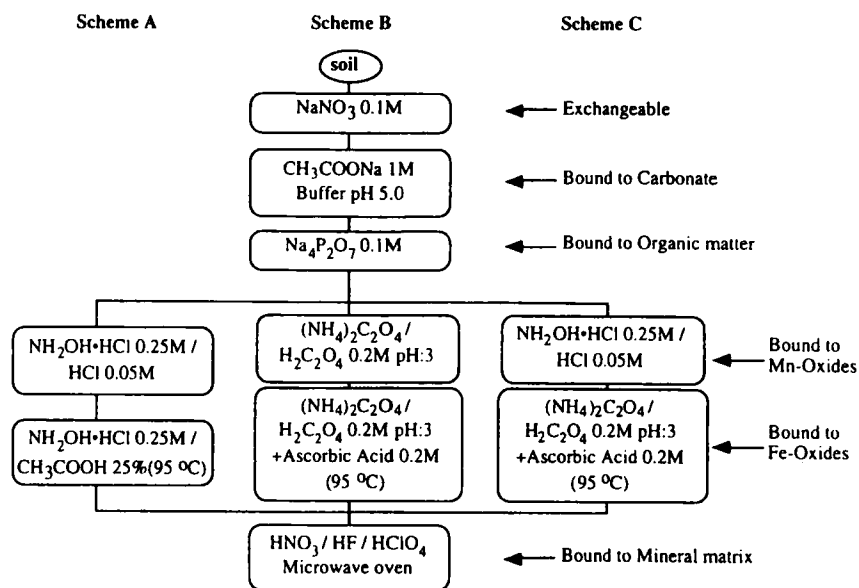 Scheme A
Scheme B
Scheme C
soil
NaNO3 0.1M
Exchangeable
CH3COONa 1M
Buffer pH 5.0
Bound to Carbonate
Na4P2O7 0.1M
Bound to Organic matter
NH2OH•HCl 0.25M /
HCl 0.05M
(NH4)2C2O4 /
H2C2O4 0.2M pH:3
NH2OH•HCl 0.25M /
HCl 0.05M
Bound to
Mn-Oxides
NH2OH•HCl 0.25M /
CH3COOH 25%(95 ºC)
(NH4)2C2O4 /
H2C2O4 0.2M pH:3
+Ascorbic Acid 0.2M
(95 ºC)
(NH4)2C2O4 /
H2C2O4 0.2M pH:3
+Ascorbic Acid 0.2M
(95 ºC)
Bound to
Fe-Oxides
HNO3 / HF / HClO4
Microwave oven
Bound to Mineral matrix